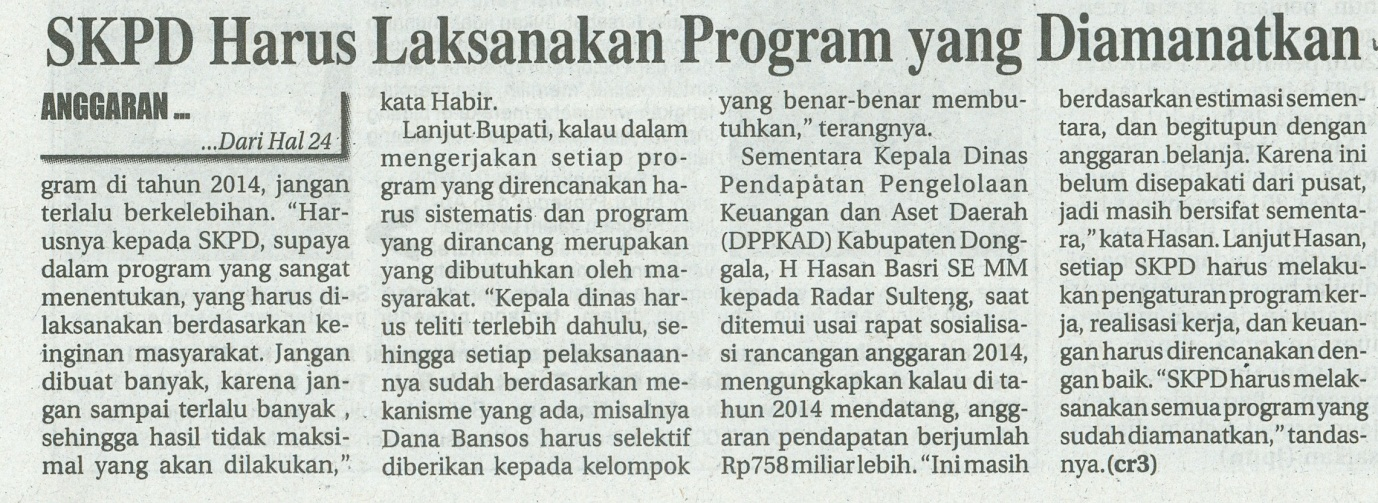 SKPD Harus Laksanakan Program yang Diamanatkan
ANGGARAN ...
...Dari Hal 24
gram di tahun 2014, jangan
terlalu berkelebihan. “Har-
usnya kepada SKPD, supaya
dalam program yang sangat
menentukan, yang harus di-
laksanakan berdasarkan ke-
inginan masyarakat. Jangan
dibuat banyak, karena jan-
gan sampai terlalu banyak ,
sehingga hasil tidak maksi-
mal yang akan dilakukan,”
kata Habir.
Lanjut Bupati, kalau dalam
mengerjakan setiap pro-
gram yang direncanakan ha-
rus sistematis dan program
yang dirancang merupakan
yang dibutuhkan oleh ma-
syarakat. “Kepala dinas har-
us teliti terlebih dahulu, se-
hingga setiap pelaksanaan-
nya sudah berdasarkan me-
kanisme yang ada, misalnya
Dana Bansos harus selektif
diberikan kepada kelompok
yang benar-benar membu-
tuhkan,” terangnya.
Sementara Kepala Dinas
Pendapatan Pengelolaan
Keuangan dan Aset Daerah
(DPPKAD) Kabupaten Dong-
gala, H Hasan Basri SE MM
kepada Radar Sulteng, saat
ditemui usai rapat sosialisa-
si rancangan anggaran 2014,
mengungkapkan kalau di ta-
hun 2014 mendatang, angg-
aran pendapatan berjumlah
Rp758 miliar lebih. “Ini masih
berdasarkan estimasi semen-
tara, dan begitupun dengan
anggaran belanja. Karena ini
belum disepakati dari pusat,
jadi masih bersifat sementa-
ra,” kata Hasan. Lanjut Hasan,
setiap SKPD harus melaku-
kan pengaturan program ker-
ja, realisasi kerja, dan keuan-
gan harus direncanakan den-
gan baik. “SKPD harus melak-
sanakan semua program yang
sudah diamanatkan,” tandas-
nya.(cr3)